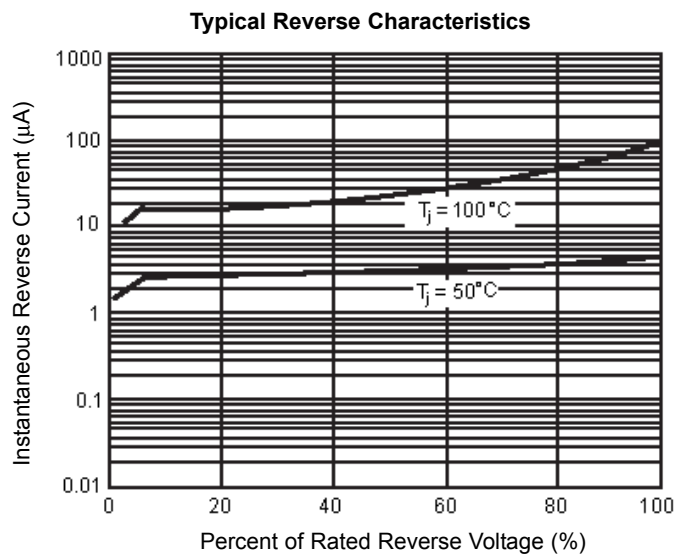 Typical Reverse Characteristics
Instantaneous Reverse Current (µA)
1000
100
10
1
0.1
0.01
Tj = 100°C
Tj = 50°C
0 20 40 60 80 100
Percent of Rated Reverse Voltage (%)